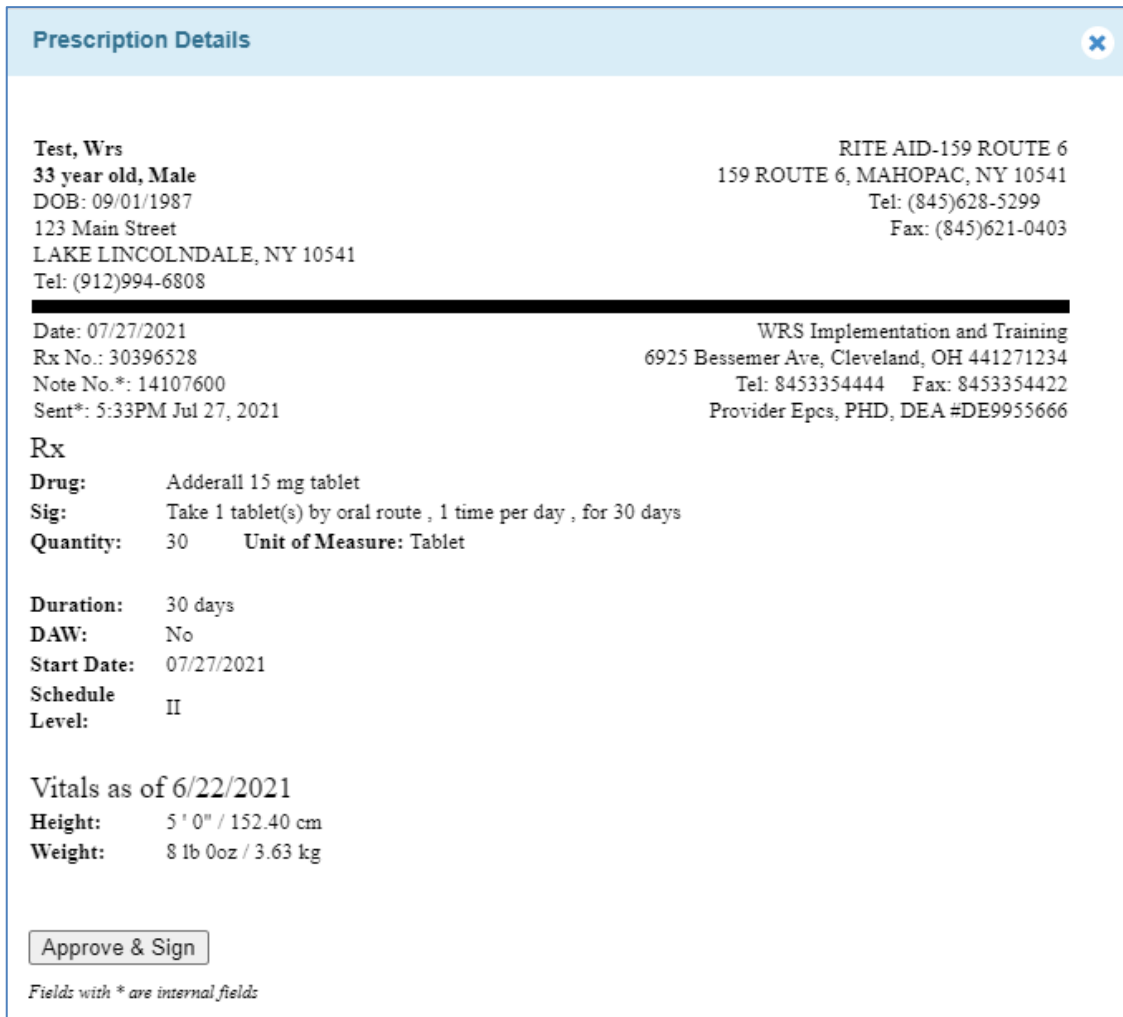 Prescription Details
Test, Wrs
33 year old, Male
DOB: 09/01/1987
123 Main Street
LAKE LINCOLNDALE, NY 10541
Tel: (912)994-6808
RITE AID-159 ROUTE 6
159 ROUTE 6, MAHOPAC, NY 10541
Tel: (845)628-5299
Fax: (845)621-0403
Date: 07/27/2021
Rx No.: 30396528
Note No.*: 14107600
Sent*: 5:33PM Jul 27, 2021
WRS Implementation and Training
6925 Bessemer Ave, Cleveland, OH 441271234
Tel: 8453354444 Fax: 8453354422
Provider Epcs, PHD, DEA #DE9955666
Rx
Drug: Adderall 15 mg tablet
Sig: Take 1 tablet(s) by oral route , 1 time per day , for 30 days
Quantity: 30 Unit of Measure: Tablet
Duration: 30 days
DAW: No
Start Date: 07/27/2021
Schedule
Level: II
Vitals as of 6/22/2021
Height: 5 ' 0" / 152.40 cm
Weight: 8 lb 0oz / 3.63 kg
Approve & Sign
Fields with * are internal fields